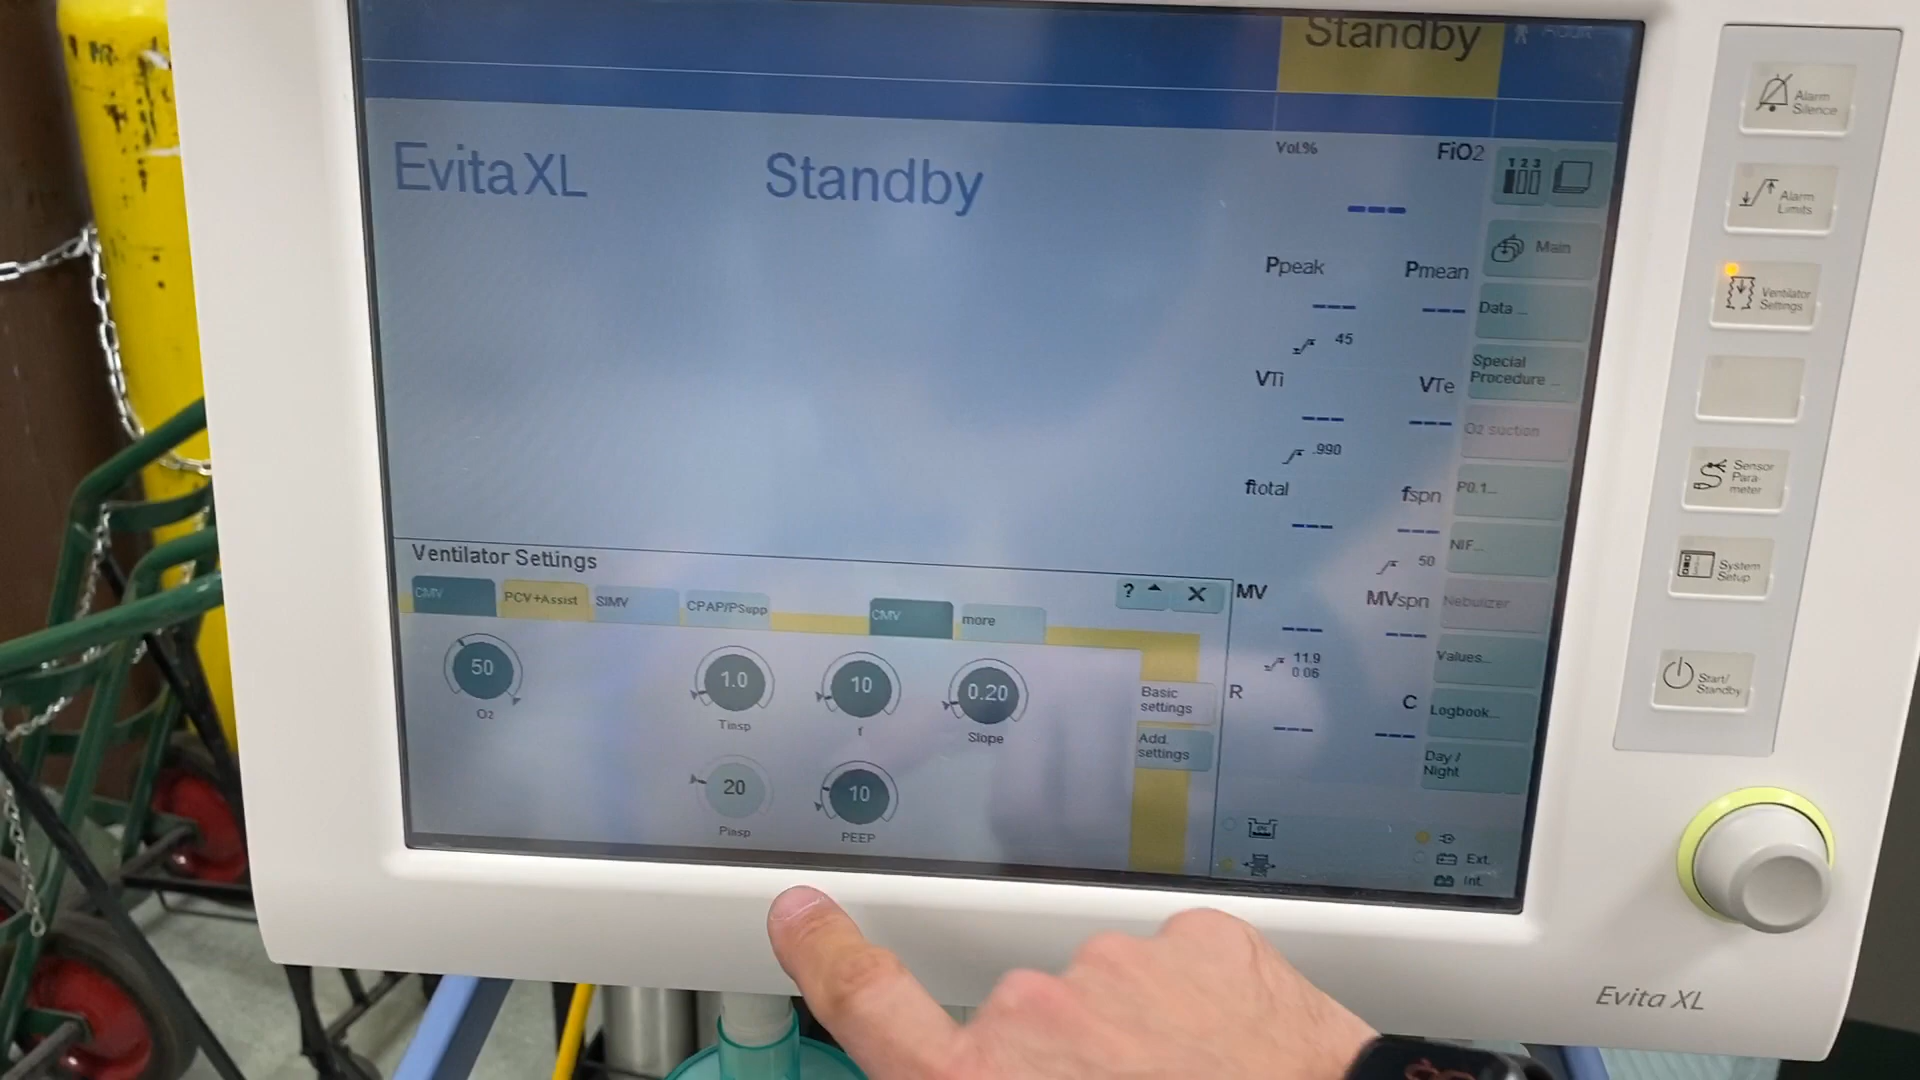 Standby
Adult
Evita XL
Standby
Vol.%
FiO2
1 2 3
Main
Ppeak
Pmean
Data ...
45
VTi
VTe
Special
Procedure ...
O2 suction
.990
ftotal
fspn
P0.1...
NIF...
50
MV
MVspn
Nebulizer
11.9
0.06
Values...
R
C
Logbook...
Day /
Night
Ext.
Int.
Ventilator Settings
? X
CMV
PCV+Assist
SIMV
CPAP/PSupp
CMV
more
50
O2
1.0
Tinsp
10
f
0.20
Slope
20
Pinsp
10
PEEP
Basic
settings
Add.
settings
Alarm
Silence
Alarm
Limits
Ventilator
Settings
Sensor
Para-
meter
System
Setup
Start/
Standby
Evita XL